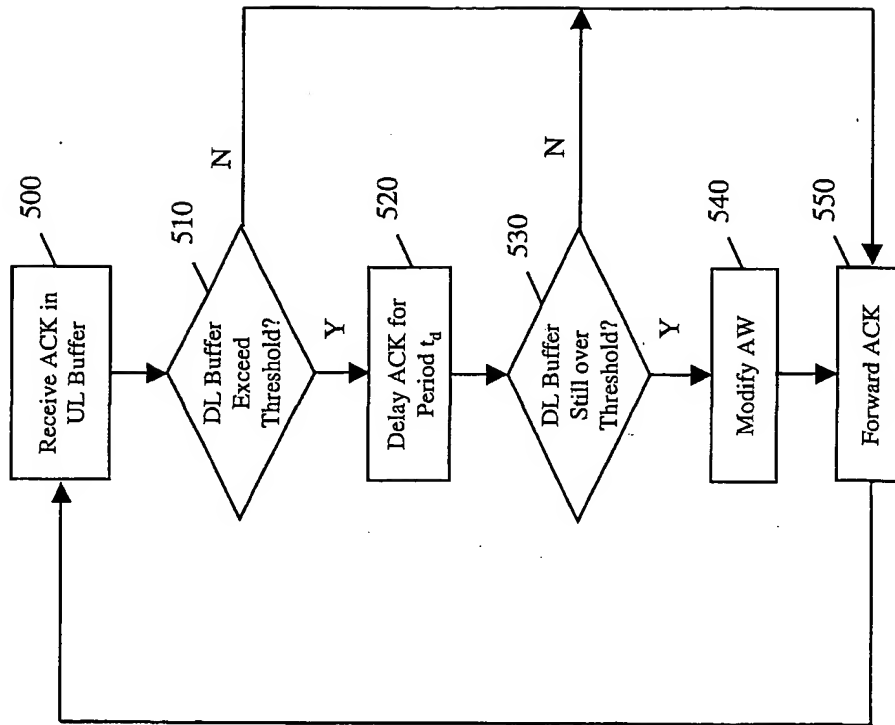 500
Receive ACK in
UL Buffer
510
DL Buffer
Exceed
Threshold?
N
Y
520
Delay ACK for
Period t_d
530
DL Buffer
Still over
Threshold?
N
Y
540
Modify AW
550
Forward ACK